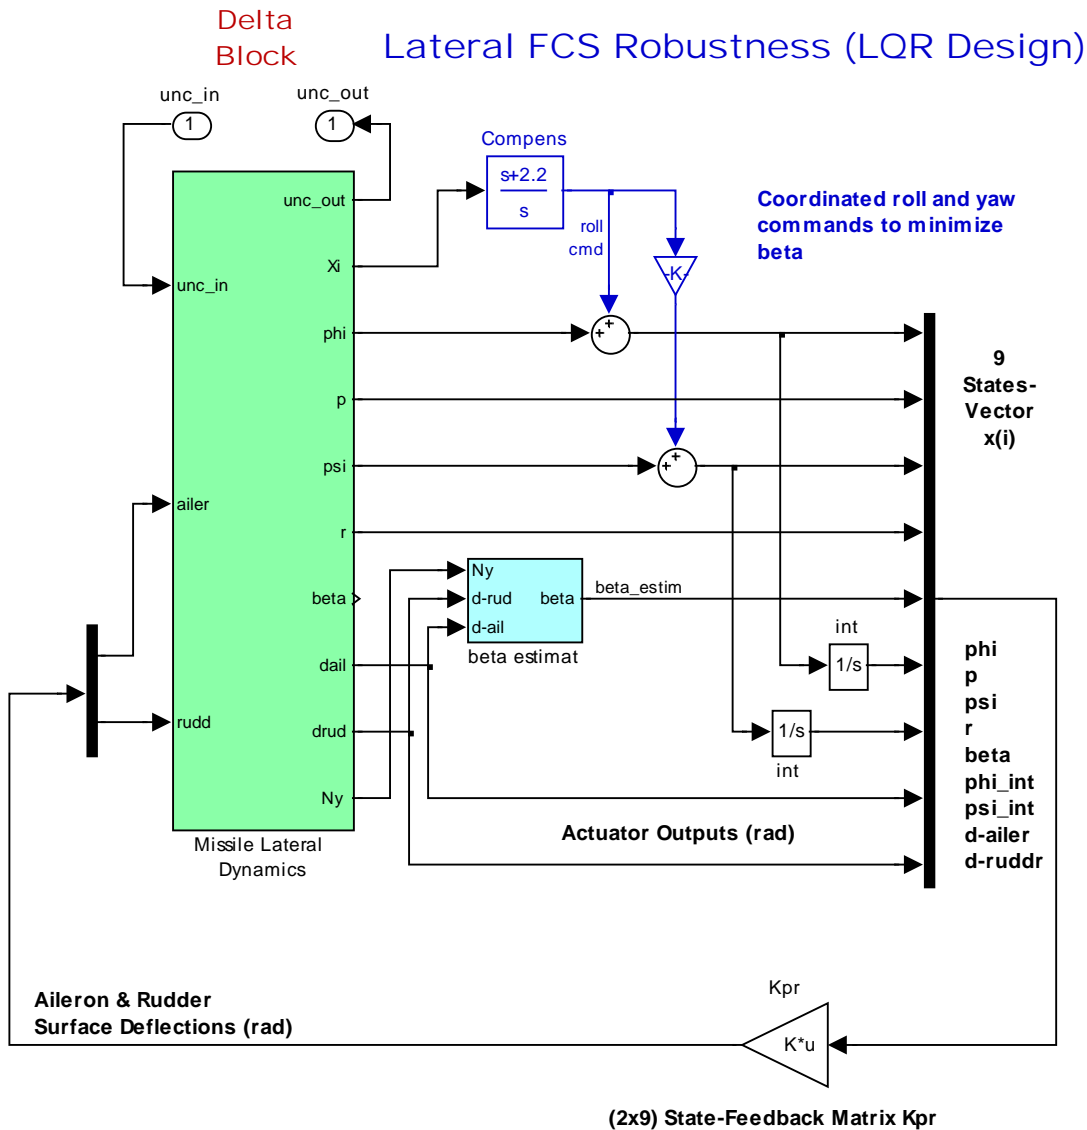 Delta
Block
Lateral FCS Robustness (LQR Design)
unc_in
1
unc_out
1
Compens
s+2.2
s
roll
cmd
-K-
Coordinated roll and yaw
commands to minimize
beta
unc_out
Xi
unc_in
phi
p
psi
ailer
r
beta
dail
rudd
drud
Ny
Missile Lateral
Dynamics
+
+
+
+
9
States-
Vector
x(i)
Ny
d-rud
beta
d-ail
beta estimat
beta_estim
int
1/s
1/s
int
phi
p
psi
r
beta
phi_int
psi_int
d-ailer
d-ruddr
Actuator Outputs (rad)
Aileron & Rudder
Surface Deflections (rad)
Kpr
K*u
(2x9) State-Feedback Matrix Kpr